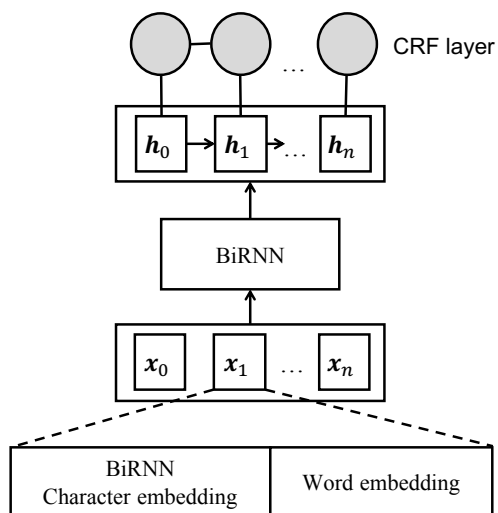 … CRF layer
h₀ h₁ … hₙ
BiRNN
x₀ x₁ … xₙ
BiRNN
Character embedding
Word embedding